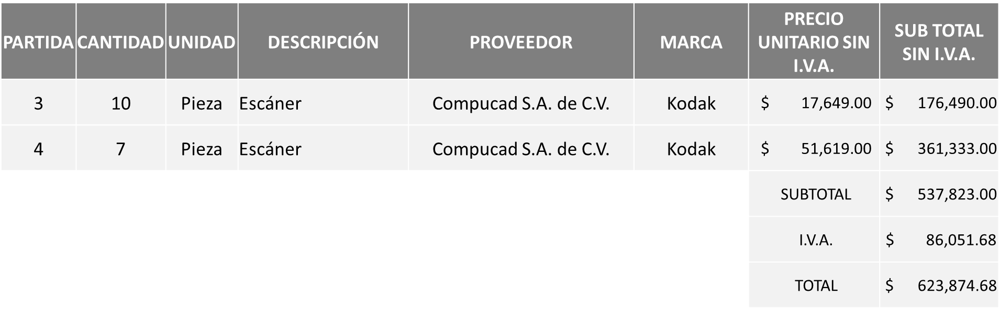 PARTIDA CANTIDAD UNIDAD DESCRIPCIÓN PROVEEDOR MARCA PRECIO UNITARIO SIN I.V.A. SUB TOTAL SIN I.V.A.
3 10 Pieza Escáner Compucad S.A. de C.V. Kodak $ 17,649.00 $ 176,490.00
4 7 Pieza Escáner Compucad S.A. de C.V. Kodak $ 51,619.00 $ 361,333.00
SUBTOTAL $ 537,823.00
I.V.A. $ 86,051.68
TOTAL $ 623,874.68